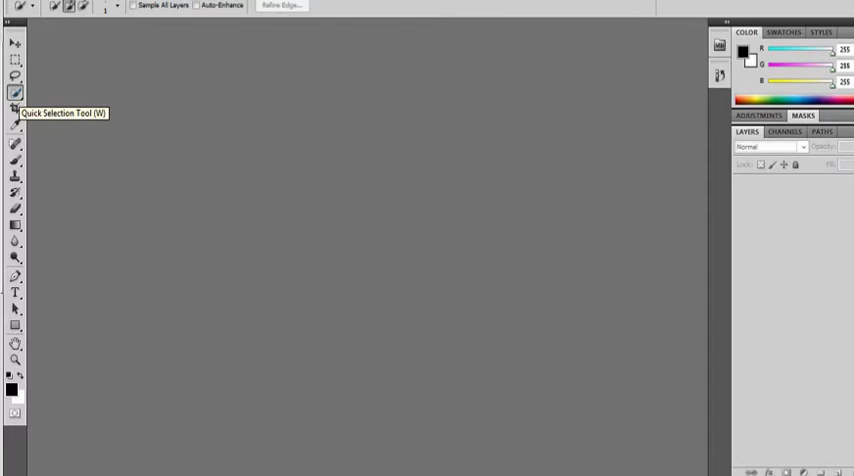 Sample All Layers Auto-Enhance Refine Edge...
1
COLOR SWATCHES STYLES
R 255
G 255
B 255
Quick Selection Tool (W)
ADJUSTMENTS MASKS
LAYERS CHANNELS PATHS
Normal Opacity:
Lock: Fill:
T